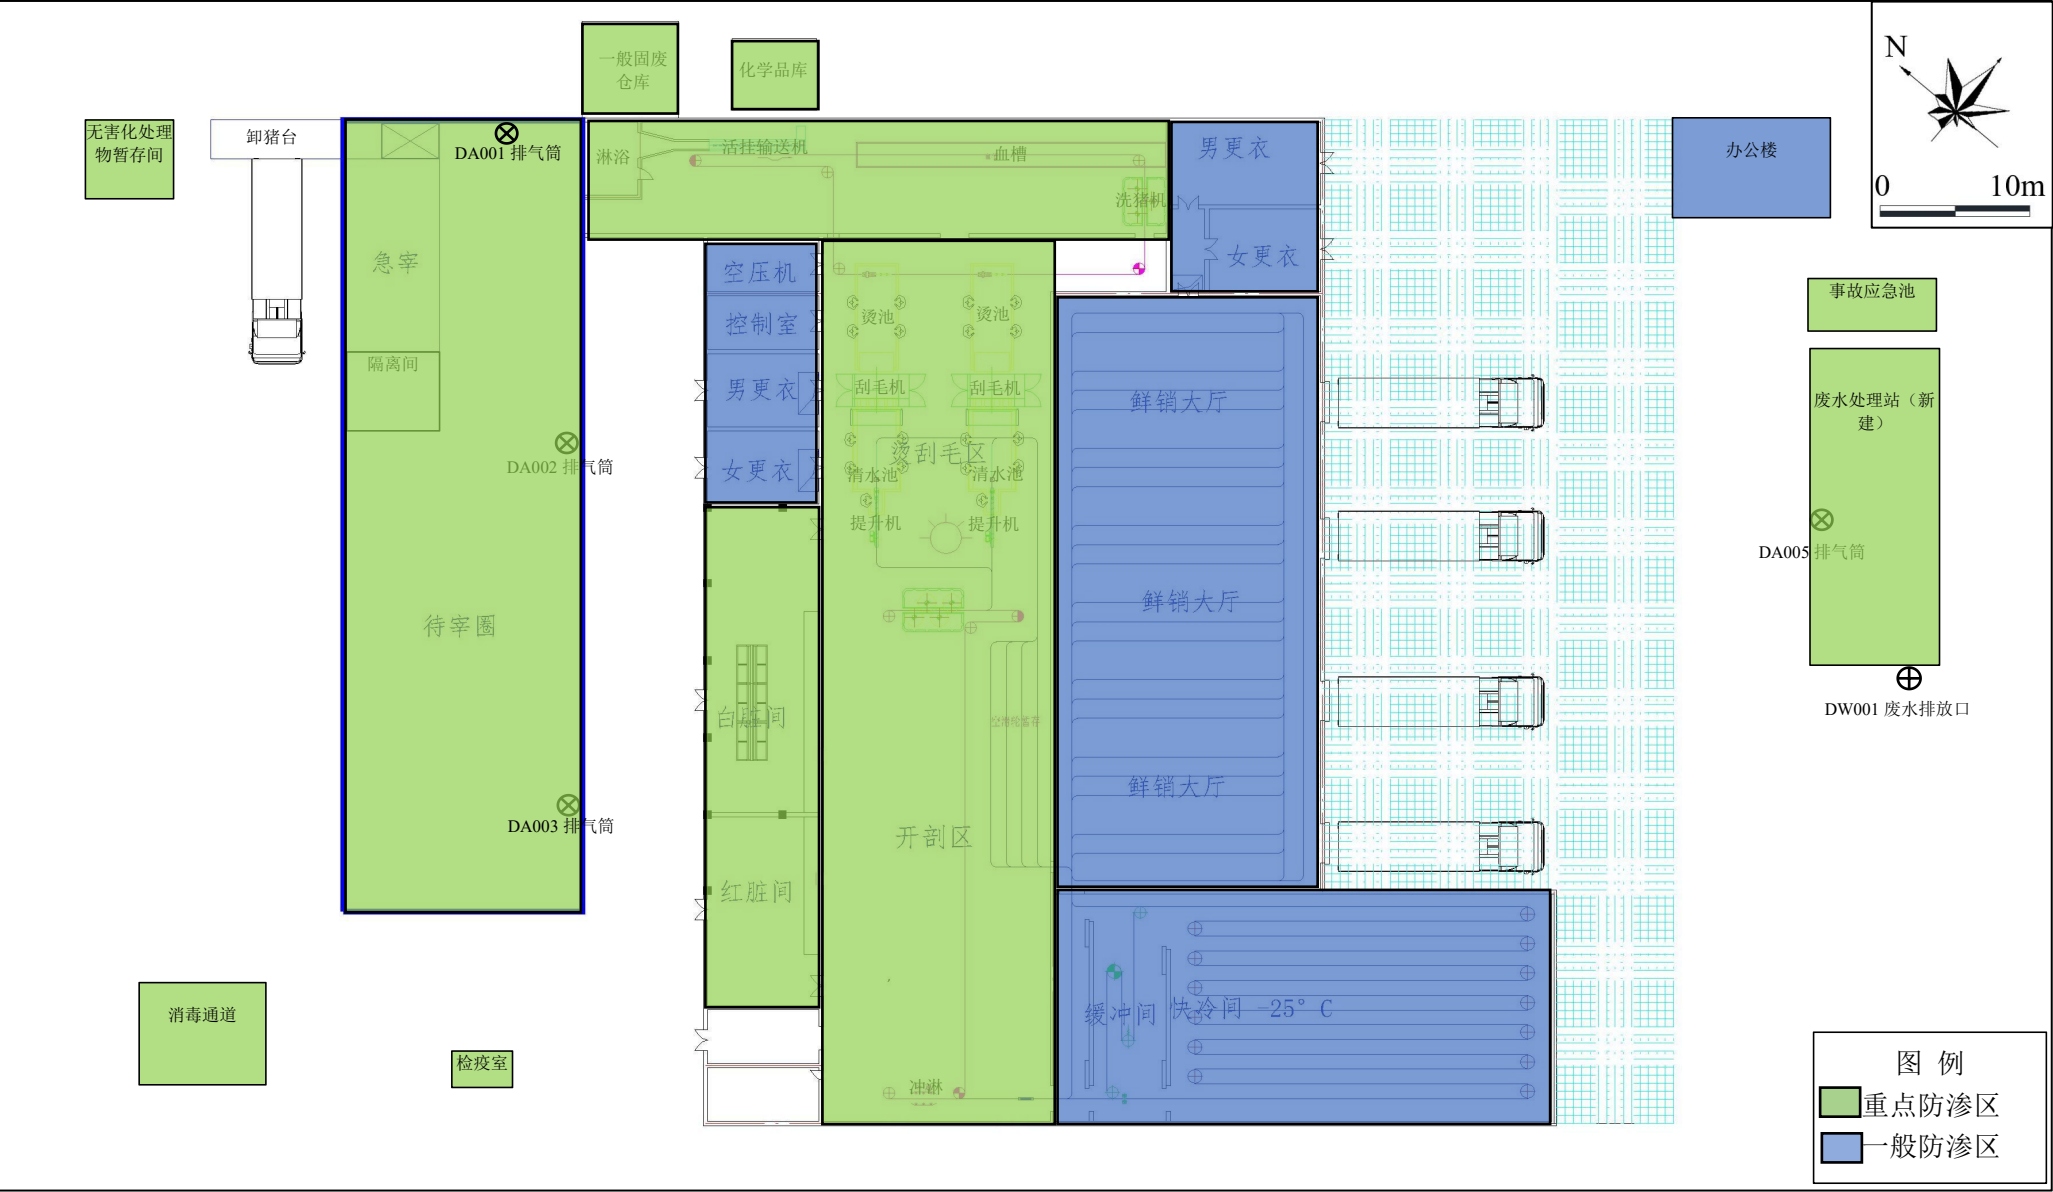 一般固废
仓库
化学品库
N
0 10m
无害化处理
物暂存间
卸猪台
DA001 排气筒
淋浴
活挂输送机
血槽
洗猪机
男更衣
女更衣
办公楼
急宰
隔离间
DA002 排气筒
待宰圈
DA003 排气筒
空压机
控制室
男更衣
女更衣
烫池
烫池
刮毛机
刮毛机
烫刮毛区
清水池
清水池
提升机
提升机
白脏间
红脏间
开剖区
冲淋
鲜销大厅
鲜销大厅
鲜销大厅
缓冲间
快冷间 -25° C
事故应急池
废水处理站（新
建）
DA005 排气筒
DW001 废水排放口
消毒通道
检疫室
图 例
重点防渗区
一般防渗区